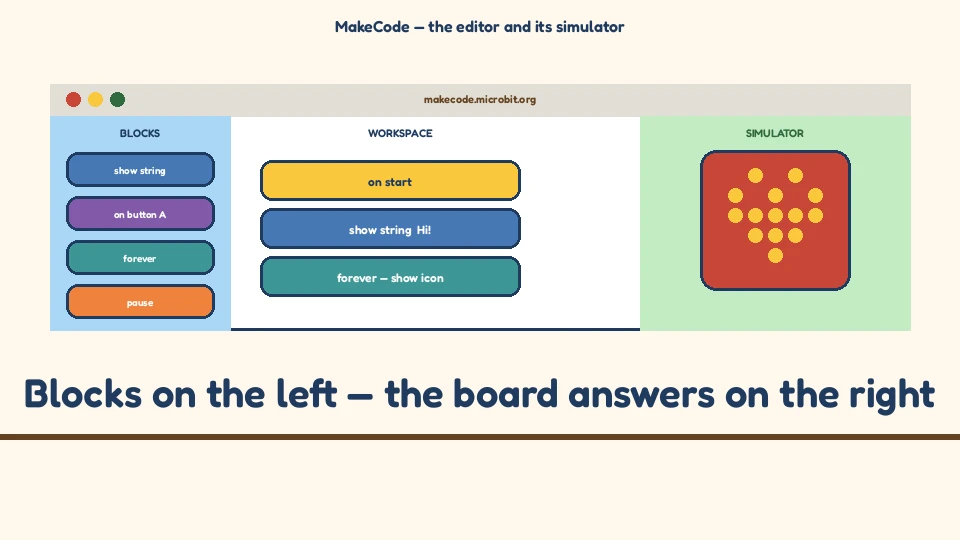 MakeCode – the editor and its simulator
makecode.microbit.org
BLOCKS
show string
on button A
forever
pause
WORKSPACE
on start
show string Hi!
forever – show icon
SIMULATOR
Blocks on the left – the board answers on the right